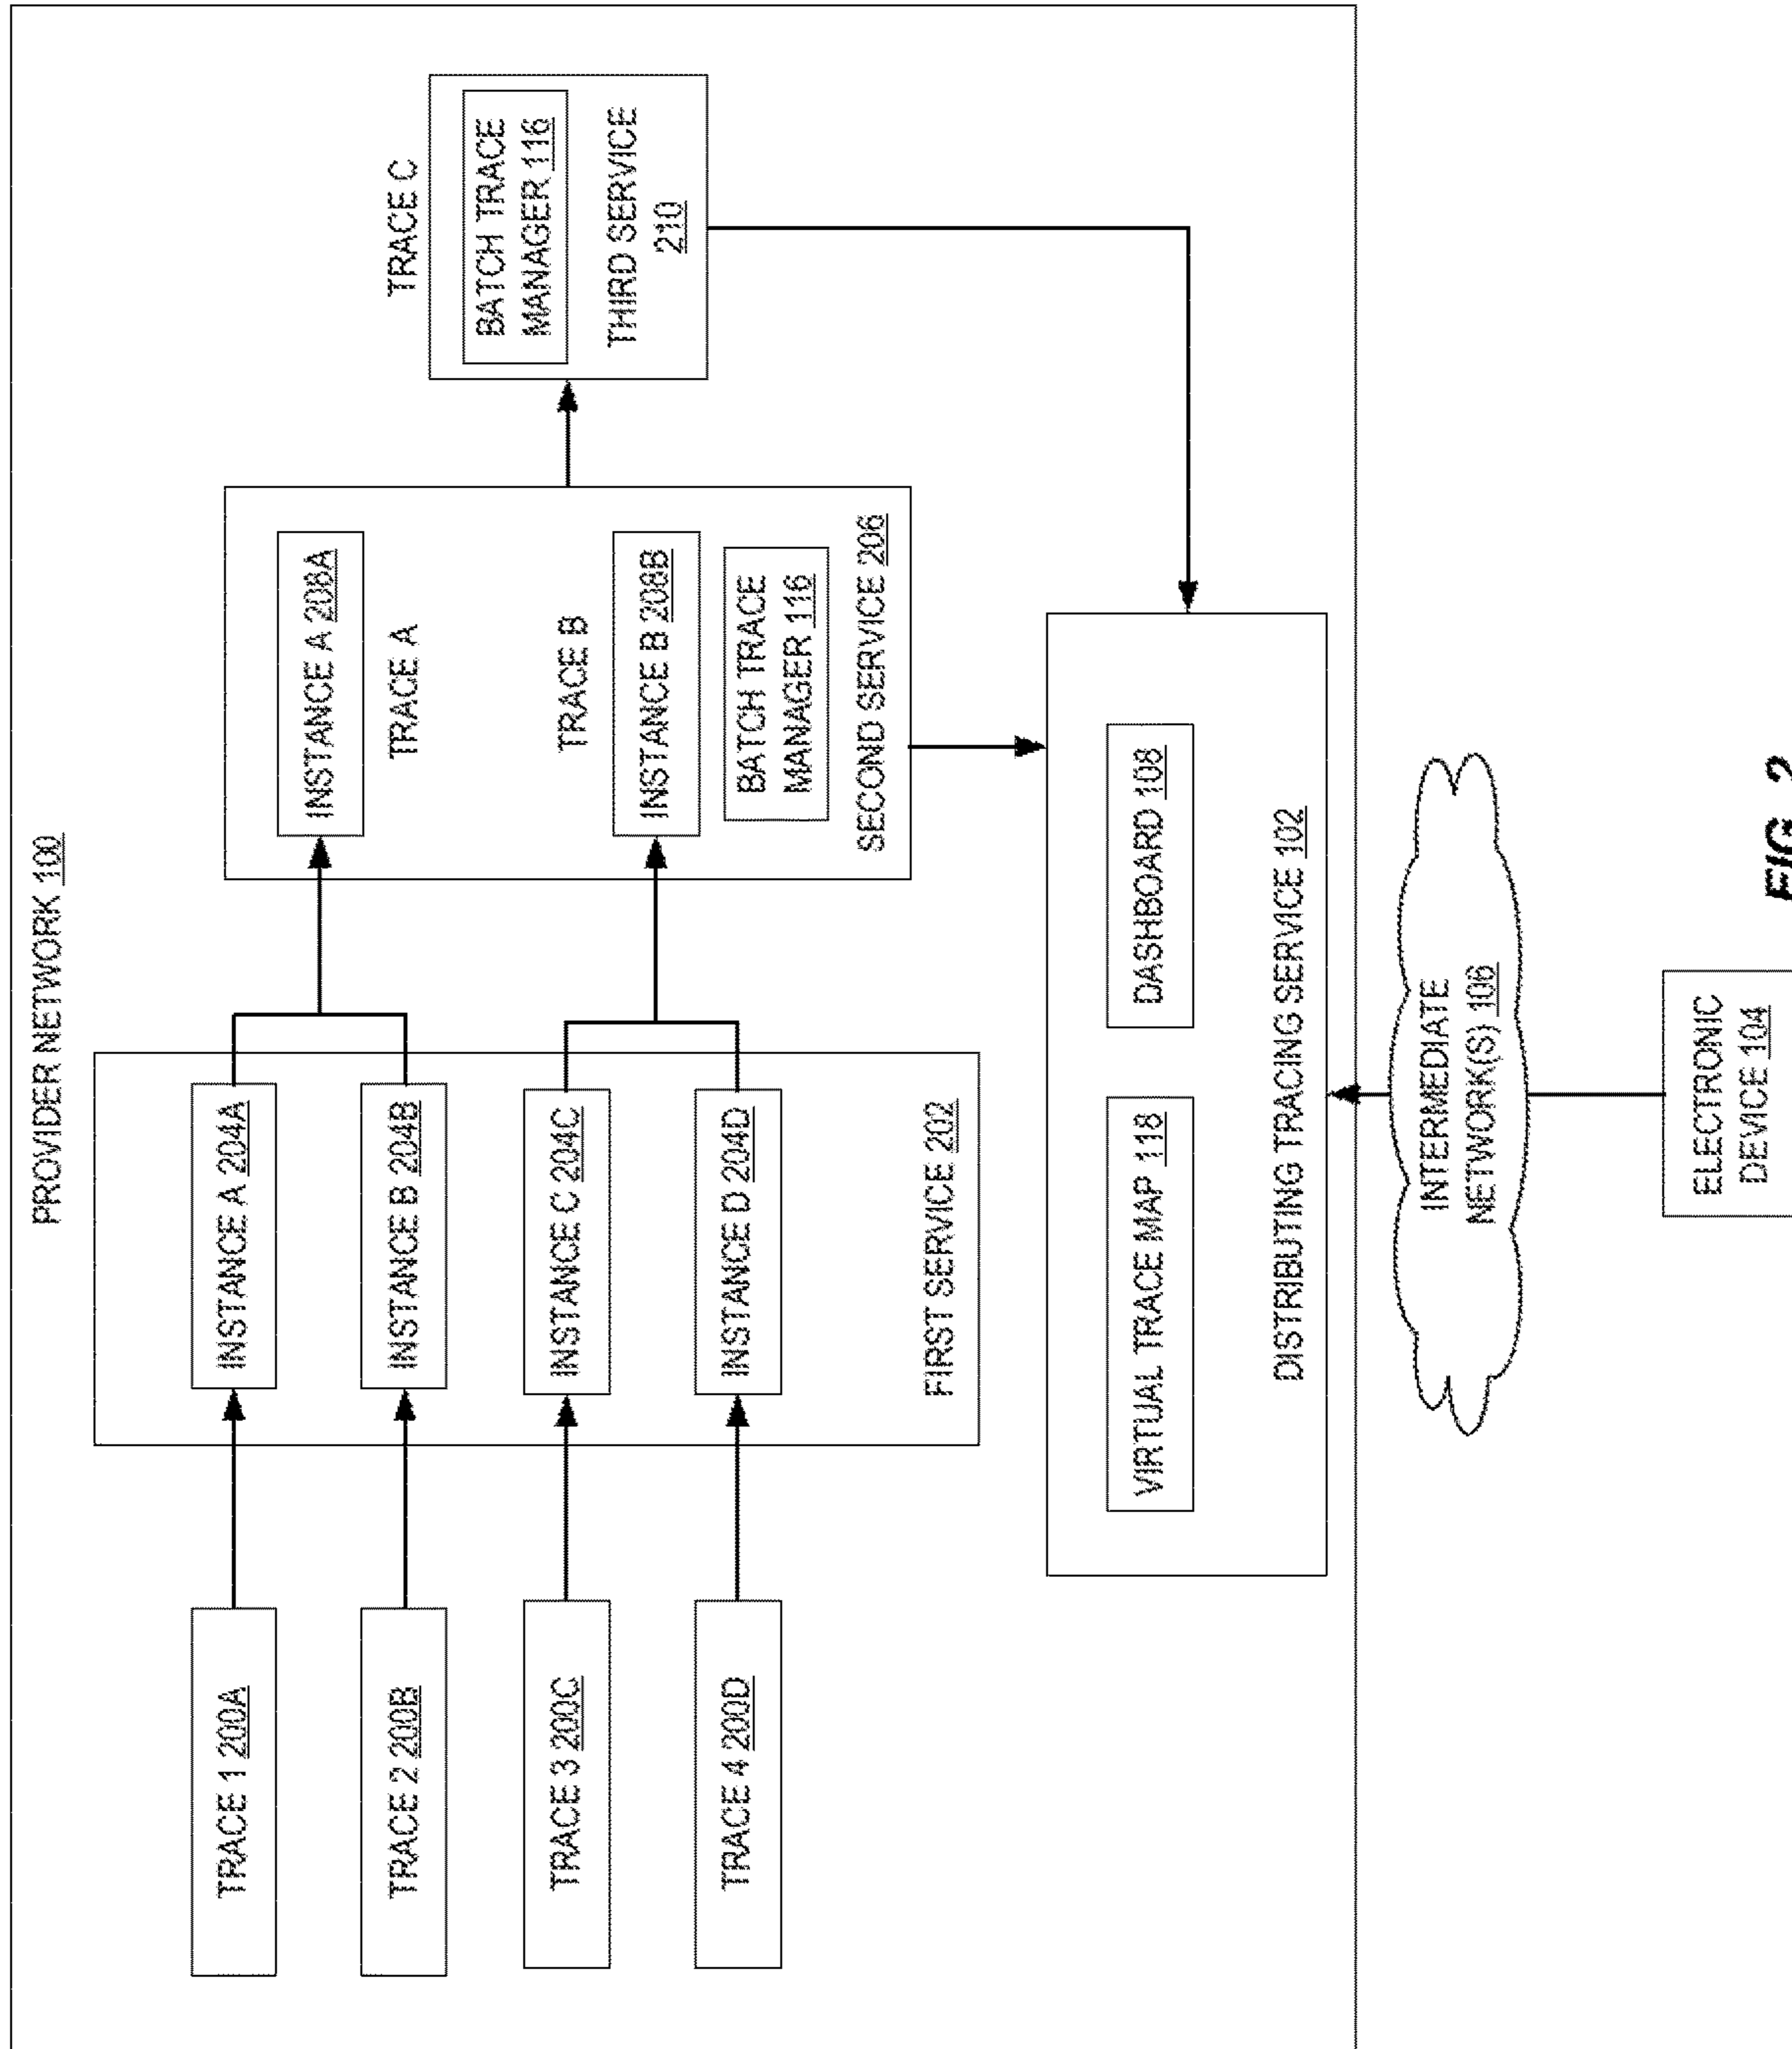 PROVIDER NETWORK 100
TRACE 1 200A
TRACE 2 200B
TRACE 3 200C
TRACE 4 200D
INSTANCE A 204A
INSTANCE B 204B
INSTANCE C 204C
INSTANCE D 204D
FIRST SERVICE 202
INSTANCE A 208A
TRACE A
TRACE B
INSTANCE B 208B
BATCH TRACE
MANAGER 116
SECOND SERVICE 206
TRACE C
BATCH TRACE
MANAGER 116
THIRD SERVICE
210
VIRTUAL TRACE MAP 118
DASHBOARD 108
DISTRIBUTING TRACING SERVICE 102
INTERMEDIATE
NETWORK(S) 106
ELECTRONIC
DEVICE 104
FIG. 2